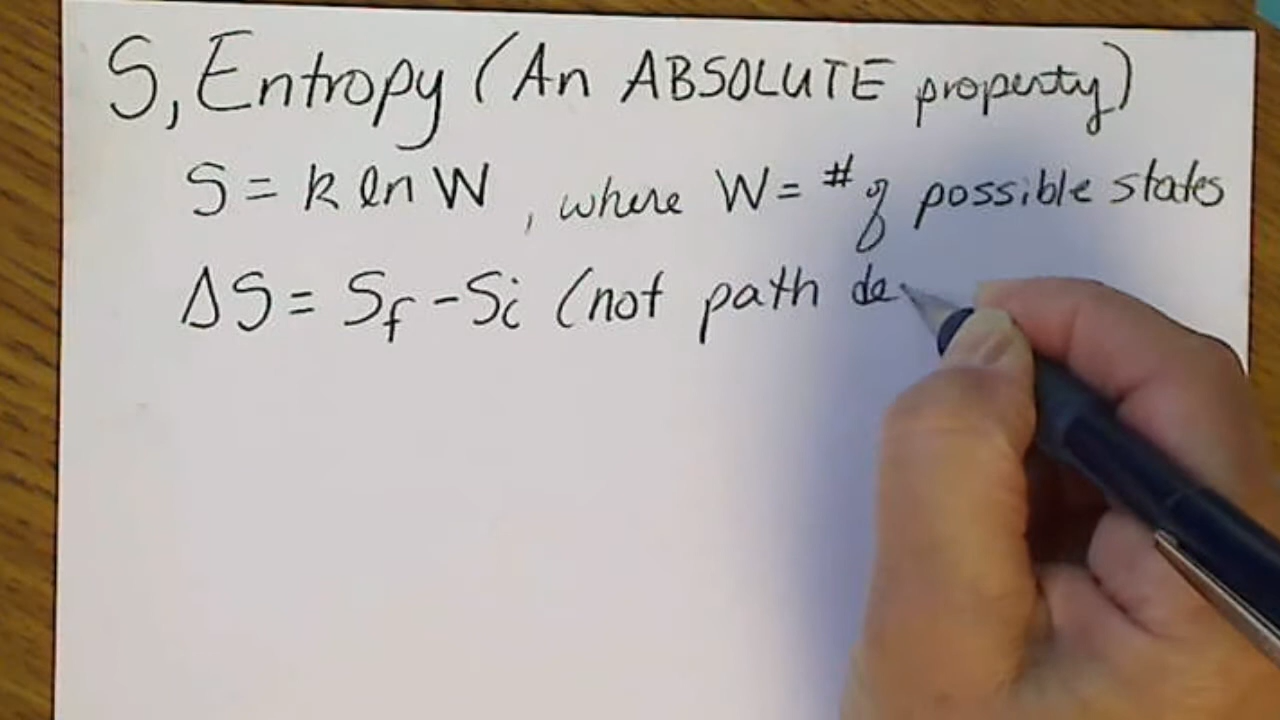 S, Entropy (An ABSOLUTE property)
S = k ln W, where W = # of possible states
ΔS = Sf - Si (not path de